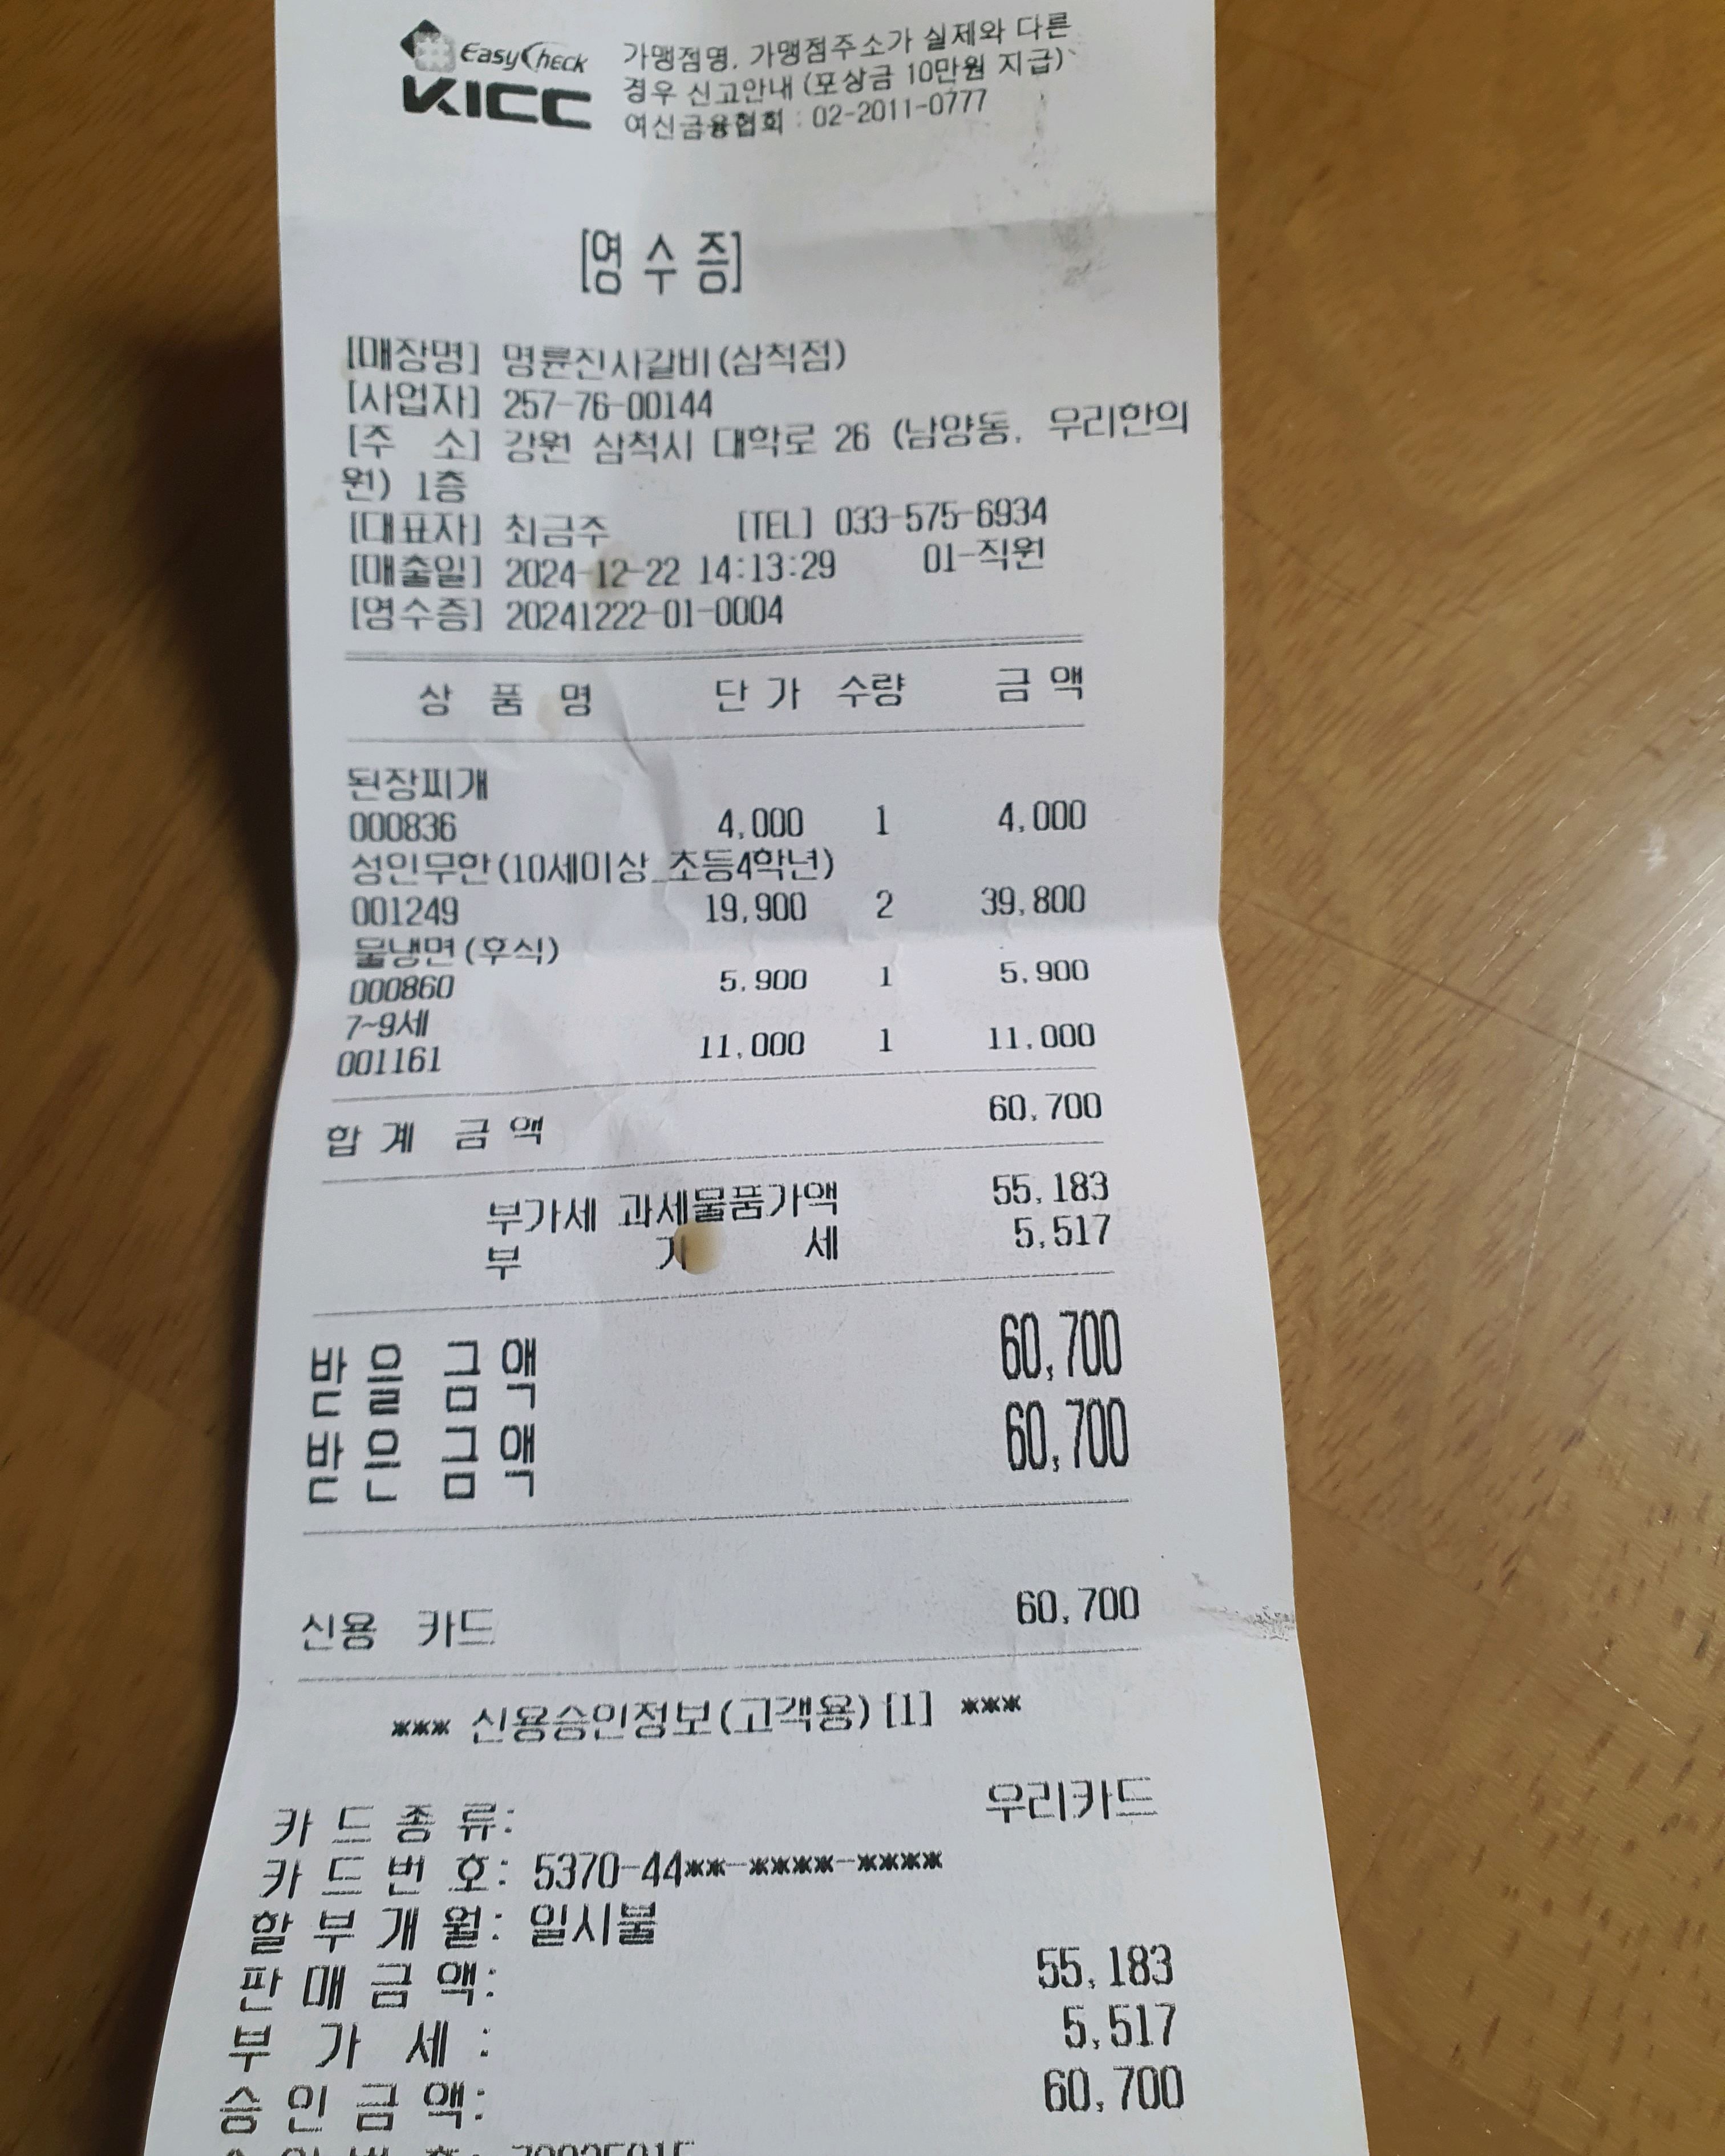 EasyCheck
KICC
가맹점명, 가맹점주소가 실제와 다른
경우 신고안내 (포상금 10만원 지급)
여신금융협회 : 02-2011-0777
[영 수 증]
[매장명] 명륜진사갈비(삼척점)
[사업자] 257-76-00144
[주 소] 강원 삼척시 대학로 26 (남양동, 우리한의
원) 1층
[대표자] 최금주 [TEL] 033-575-6934
[매출일] 2024-12-22 14:13:29 01-직원
[영수증] 20241222-01-0004
상 품 명 단 가 수량 금 액
된장찌개
000836 4,000 1 4,000
성인무한(10세미상_초등4학년)
001249 19,900 2 39,800
물냉면(후식)
000860 5,900 1 5,900
7~9세
001161 11,000 1 11,000
합 계 금 액 60,700
부가세 과세물품가액 55,183
부 가 세 5,517
받 을 금 액 60,700
받 은 금 액 60,700
신용 카드 60,700
*** 신용승인정보(고객용)[1] ***
카 드 종 류: 우리카드
카 드 번 호: 5370-44**-****-****
할 부 개 월: 일시불
판 매 금 액: 55,183
부 가 세 : 5,517
승 인 금 액: 60,700